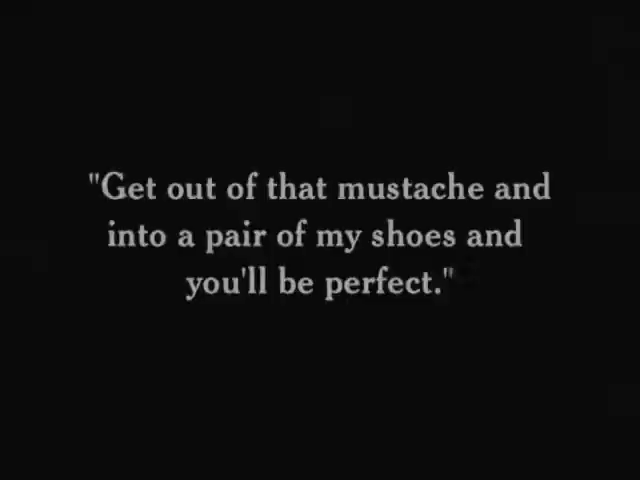 "Get out of that mustache and
into a pair of my shoes and
you'll be perfect."